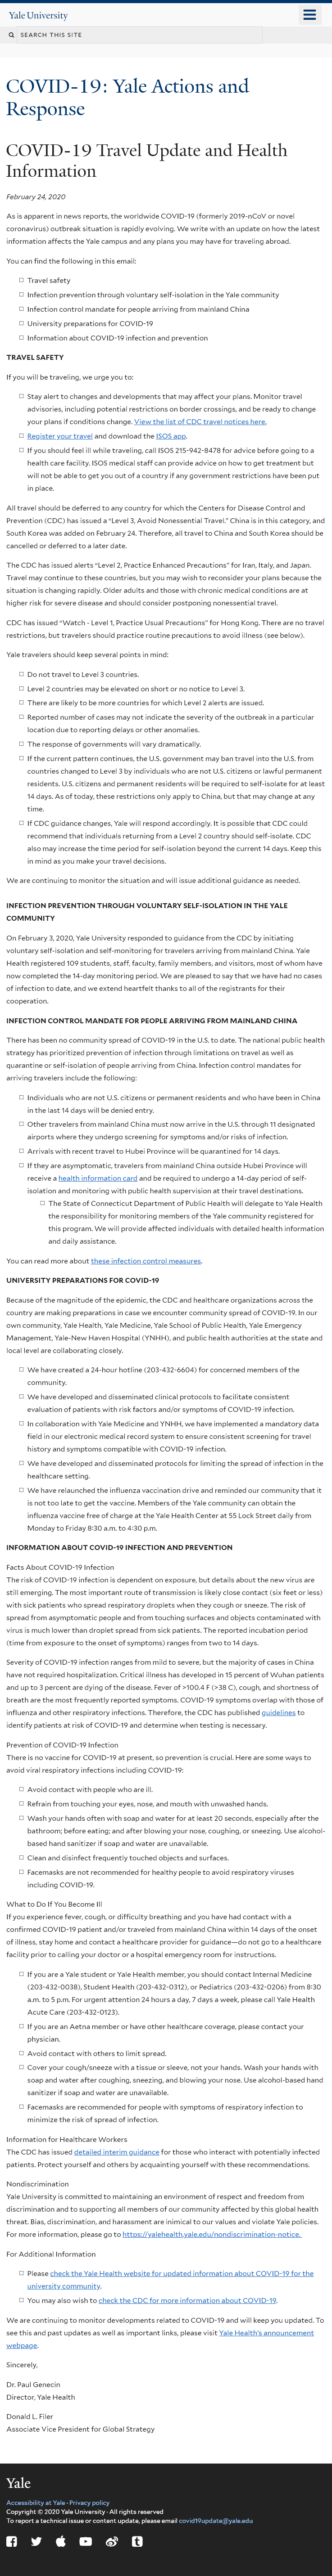 Yale University
SEARCH THIS SITE
COVID-19: Yale Actions and
Response
COVID-19 Travel Update and Health
Information
February 24, 2020
As is apparent in news reports, the worldwide COVID-19 (formerly 2019-nCoV or novel
coronavirus) outbreak situation is rapidly evolving. We write with an update on how the latest
information affects the Yale campus and any plans you may have for traveling abroad.
You can find the following in this email:
Travel safety
Infection prevention through voluntary self-isolation in the Yale community
Infection control mandate for people arriving from mainland China
University preparations for COVID-19
Information about COVID-19 infection and prevention
TRAVEL SAFETY
If you will be traveling, we urge you to:
Stay alert to changes and developments that may affect your plans. Monitor travel
advisories, including potential reentry restrictions and challenges, and be ready to change
your plans if conditions change. View the list of CDC travel notices here.
Register your travel and download the ISOS app.
If you should feel ill while traveling, call ISOS 215-942-8478 for advice before going to a
health care facility. ISOS medical staff can provide advice on how to get treatment but
will not be able to get you out of a country if any government restrictions have been put
in place.
All travel should be deferred to any country for which the Centers for Disease Control and
Prevention (CDC) has issued a “Level 3, Avoid Nonessential Travel.” China is in this category, and
South Korea was added on February 24. Therefore, all travel to China and South Korea should be
cancelled or deferred to a later date.
The CDC has issued alerts “Level 2, Practice Enhanced Precautions” for Iran, Italy, and Japan.
Travel may continue to these countries, but you may wish to reconsider your plans because the
situation is changing rapidly. Older adults and those with chronic medical conditions are at
higher risk for severe disease and should consider postponing nonessential travel.
CDC has issued “Watch - Level 1, Practice Usual Precautions” for Hong Kong. There are no travel
restrictions, but travelers should practice routine precautions to avoid illness (see below).
Yale travelers should keep several points in mind:
Do not travel to Level 3 countries.
Level 2 countries may be elevated on short or no notice to Level 3.
There are likely to be more countries for which Level 2 alerts are issued.
Reported number of cases may not indicate the severity of the outbreak in a particular
location due to reporting delays or other anomalies.
The response of governments will vary dramatically.
If the current pattern continues, the U.S. government may ban travel into the U.S. from
countries changed to Level 3 by individuals who are not U.S. citizens or lawful permanent
residents. U.S. citizens and permanent residents will be required to self-isolate for at least
14 days. As of today, these restrictions only apply to China, but that may change at any
time.
If CDC guidance changes, Yale will respond accordingly. It is possible that CDC could
recommend that individuals returning from a Level 2 country should self-isolate. CDC
also may increase the time period for self-isolation beyond the current 14 days. Keep this
in mind as you make your travel decisions.
We are continuing to monitor the situation and will issue additional guidance as needed.
INFECTION PREVENTION THROUGH VOLUNTARY SELF-ISOLATION IN THE YALE
COMMUNITY
On February 3, 2020, Yale University responded to guidance from the CDC by initiating
voluntary self-isolation and self-monitoring for travelers arriving from mainland China. Yale
Health registered 109 students, staff, faculty, family members, and visitors, most of whom have
now completed the 14-day monitoring period. We are pleased to say that we have had no cases
of infection to date, and we extend heartfelt thanks to all of the registrants for their
cooperation.
INFECTION CONTROL MANDATE FOR PEOPLE ARRIVING FROM MAINLAND CHINA
There has been no community spread of COVID-19 in the U.S. to date. The national public health
strategy has prioritized prevention of infection through limitations on travel as well as
quarantine or self-isolation of people arriving from mainland China. Infection control mandates for
arriving travelers include the following:
Individuals who are not U.S. citizens or permanent residents and who have been in China
in the last 14 days will be denied entry.
Other travelers from mainland China must now arrive in the U.S. through 11 designated
airports where they undergo screening for symptoms and/or risks of infection.
Arrivals with recent travel to Hubei Province will be quarantined for 14 days.
If they are asymptomatic, travelers from mainland China outside Hubei Province will
receive a health information card and are required to undergo a 14-day period of self-
isolation and monitoring with public health supervision at their travel destinations.
The State of Connecticut Department of Public Health will delegate to Yale Health
the responsibility for monitoring members of the Yale community registered for
this program. We will provide affected individuals with detailed health information
and daily assistance.
You can read more about these infection control measures.
UNIVERSITY PREPARATIONS FOR COVID-19
Because of the magnitude of the epidemic, the CDC and healthcare organizations across the
country are making preparations in case we encounter community spread of COVID-19. In our
own community, Yale Health, Yale Medicine, Yale School of Public Health, Yale Emergency
Management, Yale-New Haven Hospital (YNHH), and public health authorities at the state and
local level are collaborating closely.
We have created a 24-hour hotline (203-432-6604) for concerned members of the
community.
We have developed and disseminated clinical protocols to facilitate consistent
evaluation of patients with risk factors and/or symptoms of COVID-19 infection.
In collaboration with Yale Medicine and YNHH, we have implemented a mandatory data
field in our electronic medical record system to ensure consistent screening for travel
history and symptoms compatible with COVID-19 infection.
We have developed and disseminated protocols for limiting the spread of infection in the
healthcare setting.
We have relaunched the influenza vaccination drive and reminded our community that it
is not too late to get the vaccine. Members of the Yale community can obtain the
influenza vaccine free of charge at the Yale Health Center at 55 Lock Street daily from
Monday to Friday 8:30 a.m. to 4:30 p.m.
INFORMATION ABOUT COVID-19 INFECTION AND PREVENTION
Facts About COVID-19 Infection
The risk of COVID-19 infection is dependent on exposure, but details about the new virus are
still emerging. The most important route of transmission is likely close contact (six feet or less)
with sick patients who spread respiratory droplets when they cough or sneeze. The risk of
spread from asymptomatic people and from touching surfaces and objects contaminated with
virus is much lower than droplet spread from sick patients. The reported incubation period
(time from exposure to the onset of symptoms) ranges from two to 14 days.
Severity of COVID-19 infection ranges from mild to severe, but the majority of cases in China
have not required hospitalization. Critical illness has developed in 15 percent of Wuhan patients
and up to 3 percent are dying of the disease. Fever of >100.4 F (>38 C), cough, and shortness of
breath are the most frequently reported symptoms. COVID-19 symptoms overlap with those of
influenza and other respiratory infections. Therefore, the CDC has published guidelines to
identify patients at risk of COVID-19 and determine when testing is necessary.
Prevention of COVID-19 Infection
There is no vaccine for COVID-19 at present, so prevention is crucial. Here are some ways to
avoid viral respiratory infections including COVID-19:
Avoid contact with people who are ill.
Refrain from touching your eyes, nose, and mouth with unwashed hands.
Wash your hands often with soap and water for at least 20 seconds, especially after the
bathroom; before eating; and after blowing your nose, coughing, or sneezing. Use alcohol-
based hand sanitizer if soap and water are unavailable.
Clean and disinfect frequently touched objects and surfaces.
Facemasks are not recommended for healthy people to avoid respiratory viruses
including COVID-19.
What to Do If You Become Ill
If you experience fever, cough, or difficulty breathing and you have had contact with a
confirmed COVID-19 patient and/or traveled from mainland China within 14 days of the onset
of illness, stay home and contact a healthcare provider for guidance—do not go to a healthcare
facility prior to calling your doctor or a hospital emergency room for instructions.
If you are a Yale student or Yale Health member, you should contact Internal Medicine
(203-432-0038), Student Health (203-432-0312), or Pediatrics (203-432-0206) from 8:30
a.m. to 5 p.m. For urgent attention 24 hours a day, 7 days a week, please call Yale Health
Acute Care (203-432-0123).
If you are an Aetna member or have other healthcare coverage, please contact your
physician.
Avoid contact with others to limit spread.
Cover your cough/sneeze with a tissue or sleeve, not your hands. Wash your hands with
soap and water after coughing, sneezing, and blowing your nose. Use alcohol-based hand
sanitizer if soap and water are unavailable.
Facemasks are recommended for people with symptoms of respiratory infection to
minimize the risk of spread of infection.
Information for Healthcare Workers
The CDC has issued detailed interim guidance for those who interact with potentially infected
patients. Protect yourself and others by acquainting yourself with these recommendations.
Nondiscrimination
Yale University is committed to maintaining an environment free from harassment and
discrimination and to supporting all members of our community affected by this global health
threat. Bias, discrimination, and harassment are inimical to our values and violate Yale policies.
For more information, please go to https://yalehealth.yale.edu/nondiscrimination-notice.
For Additional Information
Please check the Yale Health website for updated information about COVID-19 for the
university community.
You may also wish to check the CDC for more information about COVID-19.
We are continuing to monitor developments related to COVID-19 and will keep you updated. To
see this and past updates as well as important links, please visit Yale Health’s announcement
webpage.
Sincerely,
Dr. Paul Genecin
Director, Yale Health
Donald L. Filer
Associate Vice President for Global Strategy
Yale
Accessibility at Yale · Privacy policy
Copyright © 2020 Yale University · All rights reserved
To report a technical issue or content update, please email covid19update@yale.edu